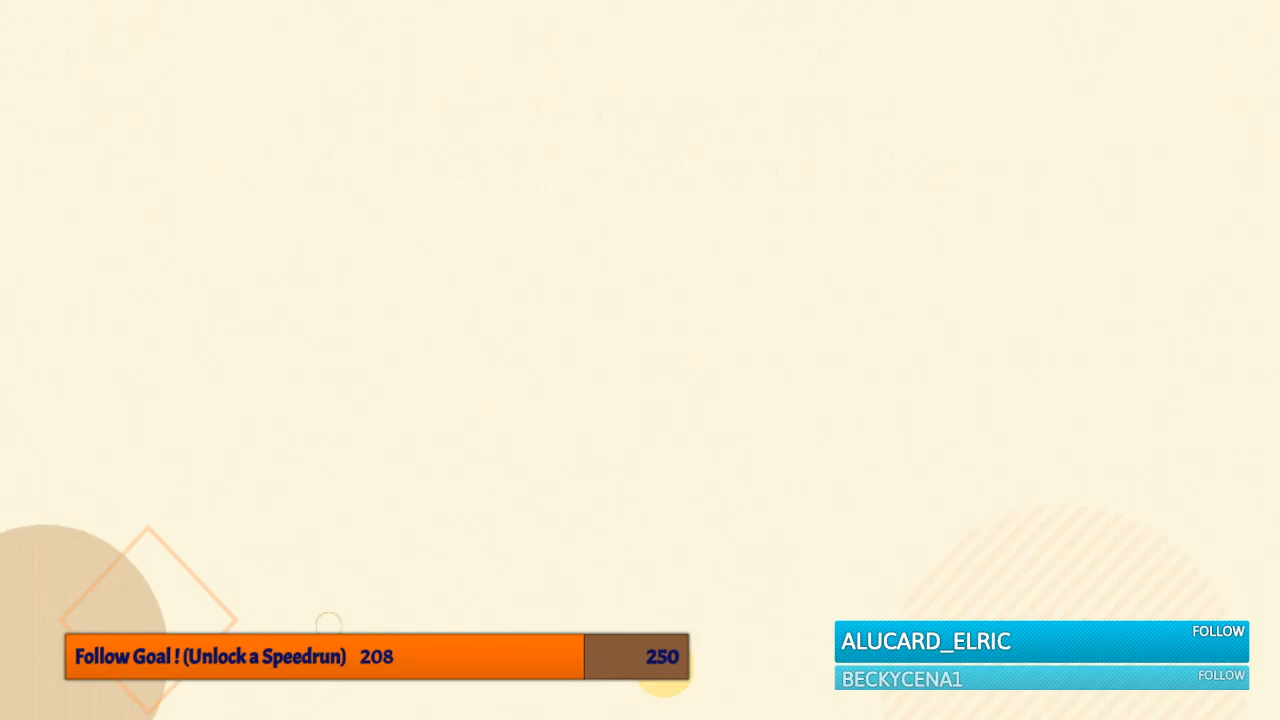 Follow Goal ! (Unlock a Speedrun) 208 250
ALUCARD_ELRIC FOLLOW
BECKYCENA1 FOLLOW